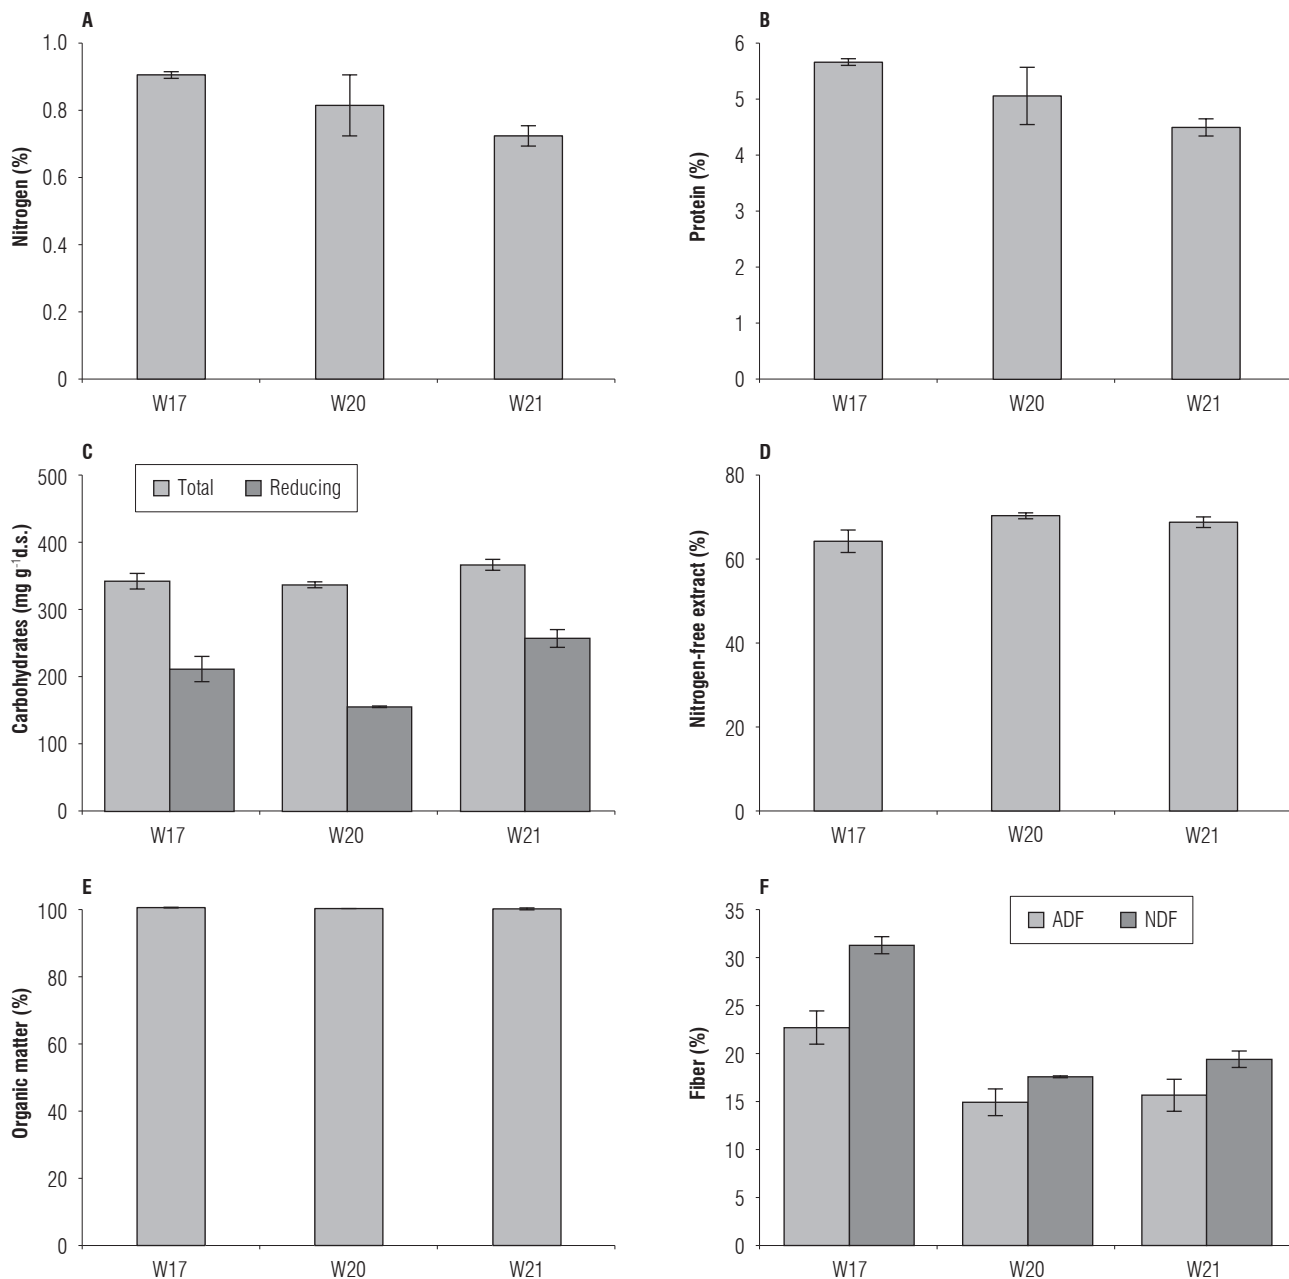 A
Nitrogen (%)
1.0
0.8
0.6
0.4
0.2
0
W17 W20 W21
B
Protein (%)
6
5
4
3
2
1
0
W17 W20 W21
C
Carbohydrates (mg g⁻¹d.s.)
Total Reducing
500
400
300
200
100
0
W17 W20 W21
D
Nitrogen-free extract (%)
80
60
40
20
0
W17 W20 W21
E
Organic matter (%)
100
80
60
40
20
0
W17 W20 W21
F
Fiber (%)
ADF NDF
35
30
25
20
15
10
5
0
W17 W20 W21